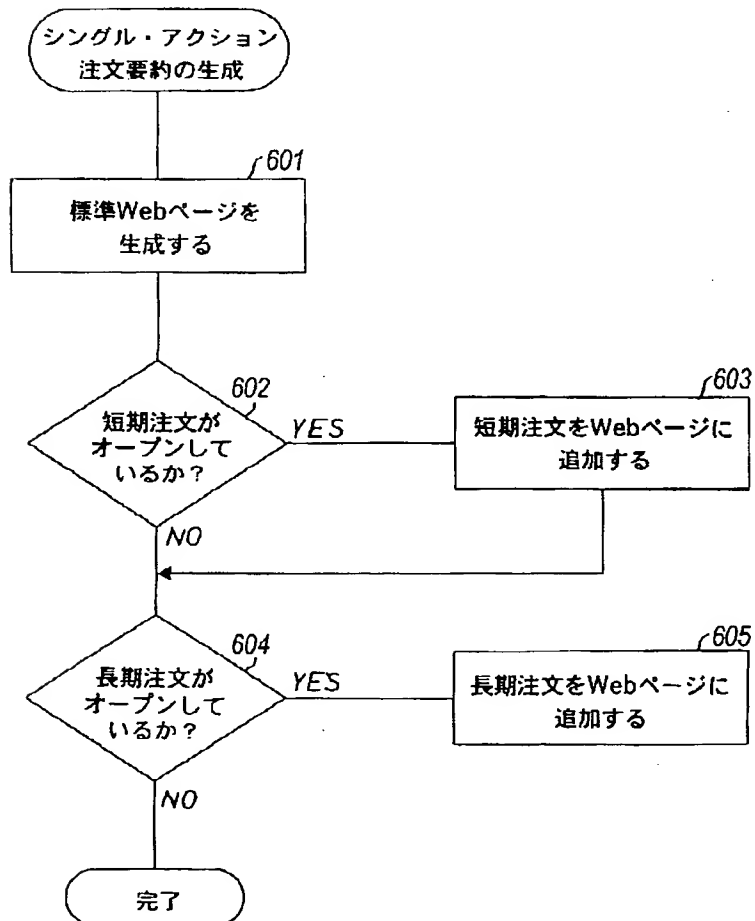 シングル・アクション
注文要約の生成
601
標準Webページを
生成する
602
短期注文が
オープンして
いるか？
YES
603
短期注文をWebページに
追加する
NO
604
長期注文が
オープンして
いるか？
YES
605
長期注文をWebページに
追加する
NO
完了